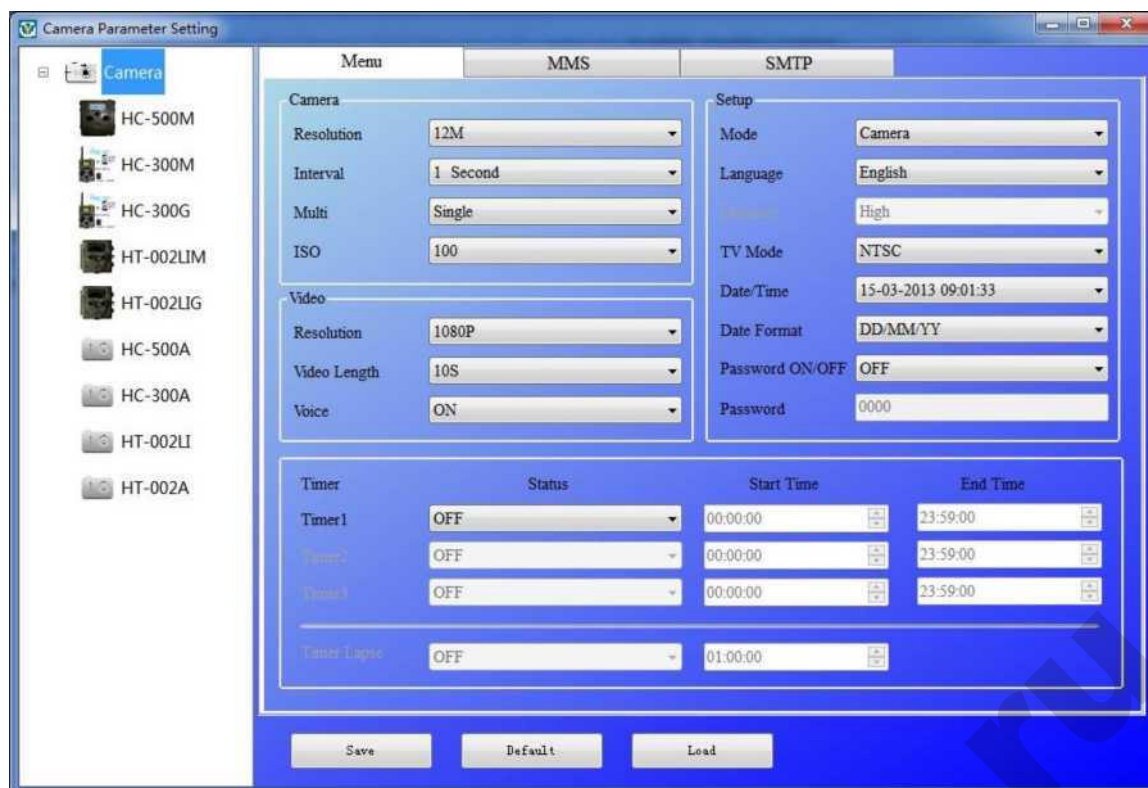 Camera Parameter Setting
Camera
HC-500M
HC-300M
HC-300G
HT-002LIM
HT-002LIG
HC-500A
HC-300A
HT-002LI
HT-002A
Menu MMS SMTP
Camera
Resolution 12M
Interval 1 Second
Multi Single
ISO 100
Video
Resolution 1080P
Video Length 10S
Voice ON
Setup
Mode Camera
Language English
High
TV Mode NTSC
Date/Time 15-03-2013 09:01:33
Date Format DD/MM/YY
Password ON/OFF OFF
Password 0000
Timer Status Start Time End Time
Timer1 OFF 00:00:00 23:59:00
Timer2 OFF 00:00:00 23:59:00
Timer3 OFF 00:00:00 23:59:00
Timer Lapse OFF 01:00:00
Save Default Load
ru